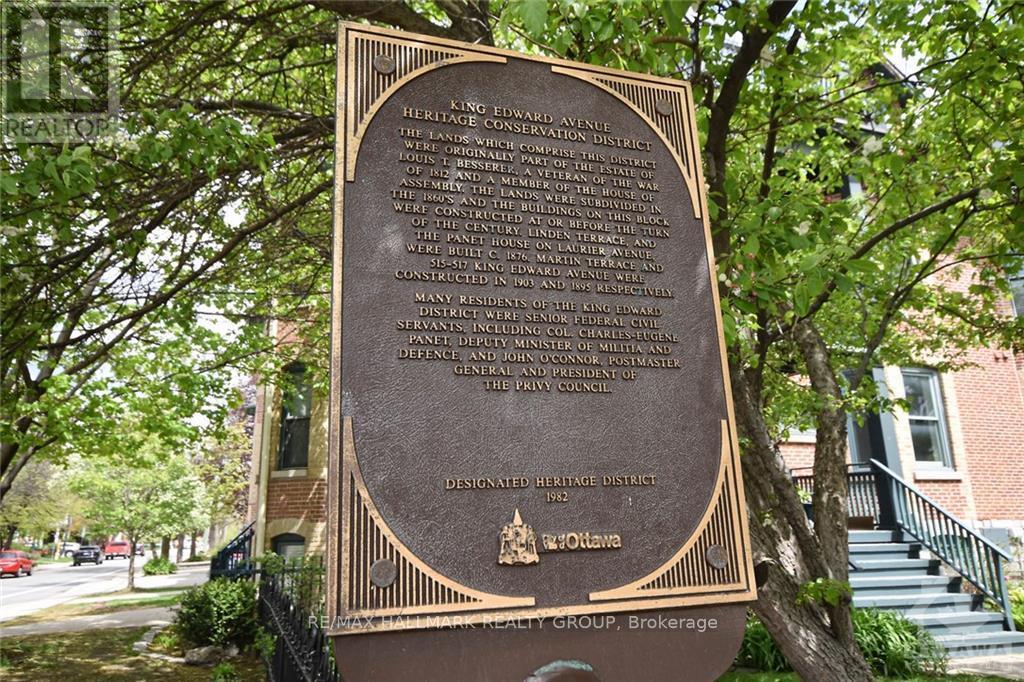 REALTOR®
KING EDWARD AVENUE
HERITAGE CONSERVATION DISTRICT
THE LANDS WHICH COMPRISE THIS DISTRICT
WERE ORIGINALLY PART OF THE ESTATE OF
LOUIS T. BESSERER, A VETERAN OF THE WAR
OF 1812 AND A MEMBER OF THE HOUSE OF
ASSEMBLY. THE LANDS WERE SUBDIVIDED IN
THE 1860'S AND THE BUILDINGS ON THIS BLOCK
WERE CONSTRUCTED AT OR BEFORE THE TURN
OF THE CENTURY. LINDEN TERRACE, AND
THE PANET HOUSE ON LAURIER AVENUE,
WERE BUILT C. 1876. MARTIN TERRACE AND
515-517 KING EDWARD AVENUE WERE
CONSTRUCTED IN 1903 AND 1895 RESPECTIVELY.
MANY RESIDENTS OF THE KING EDWARD
DISTRICT WERE SENIOR FEDERAL CIVIL
SERVANTS, INCLUDING COL. CHARLES-EUGENE
PANET, DEPUTY MINISTER OF MILITIA AND
DEFENCE, AND JOHN O'CONNOR, POSTMASTER
GENERAL AND PRESIDENT OF
THE PRIVY COUNCIL.
DESIGNATED HERITAGE DISTRICT
1982
Ottawa
RE/MAX HALLMARK REALTY GROUP, Brokerage